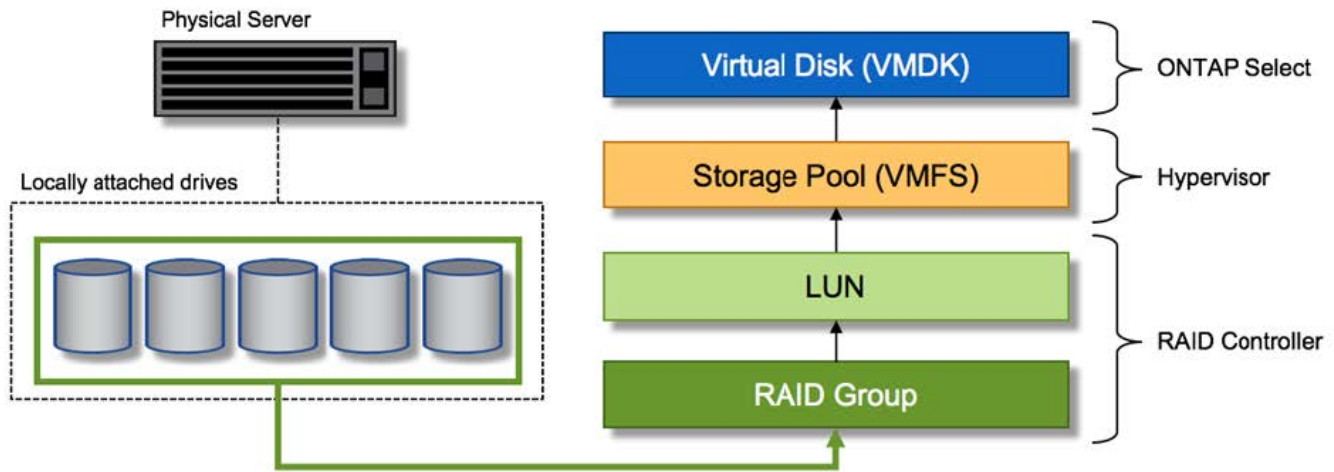 Physical Server
Locally attached drives
Virtual Disk (VMDK)
ONTAP Select
Storage Pool (VMFS)
Hypervisor
LUN
RAID Controller
RAID Group